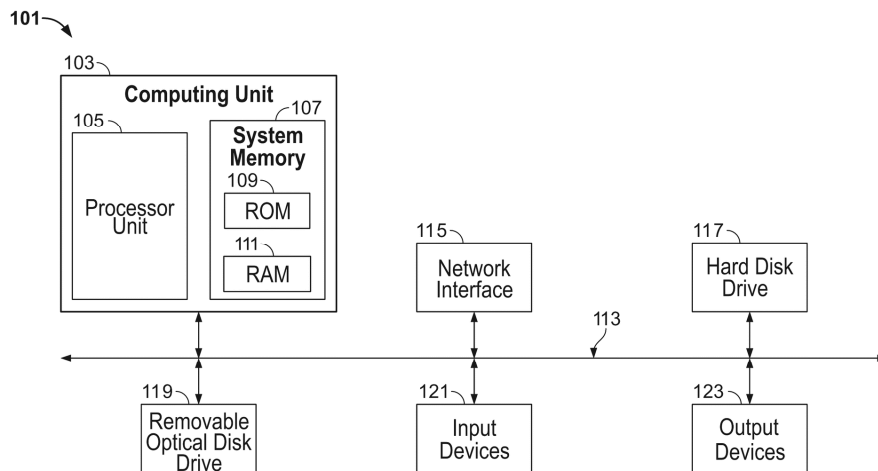 101
103
Computing Unit
105
107
System
Memory
Processor
Unit
109
ROM
111
RAM
115
Network
Interface
117
Hard Disk
Drive
113
119
Removable
Optical Disk
Drive
121
Input
Devices
123
Output
Devices